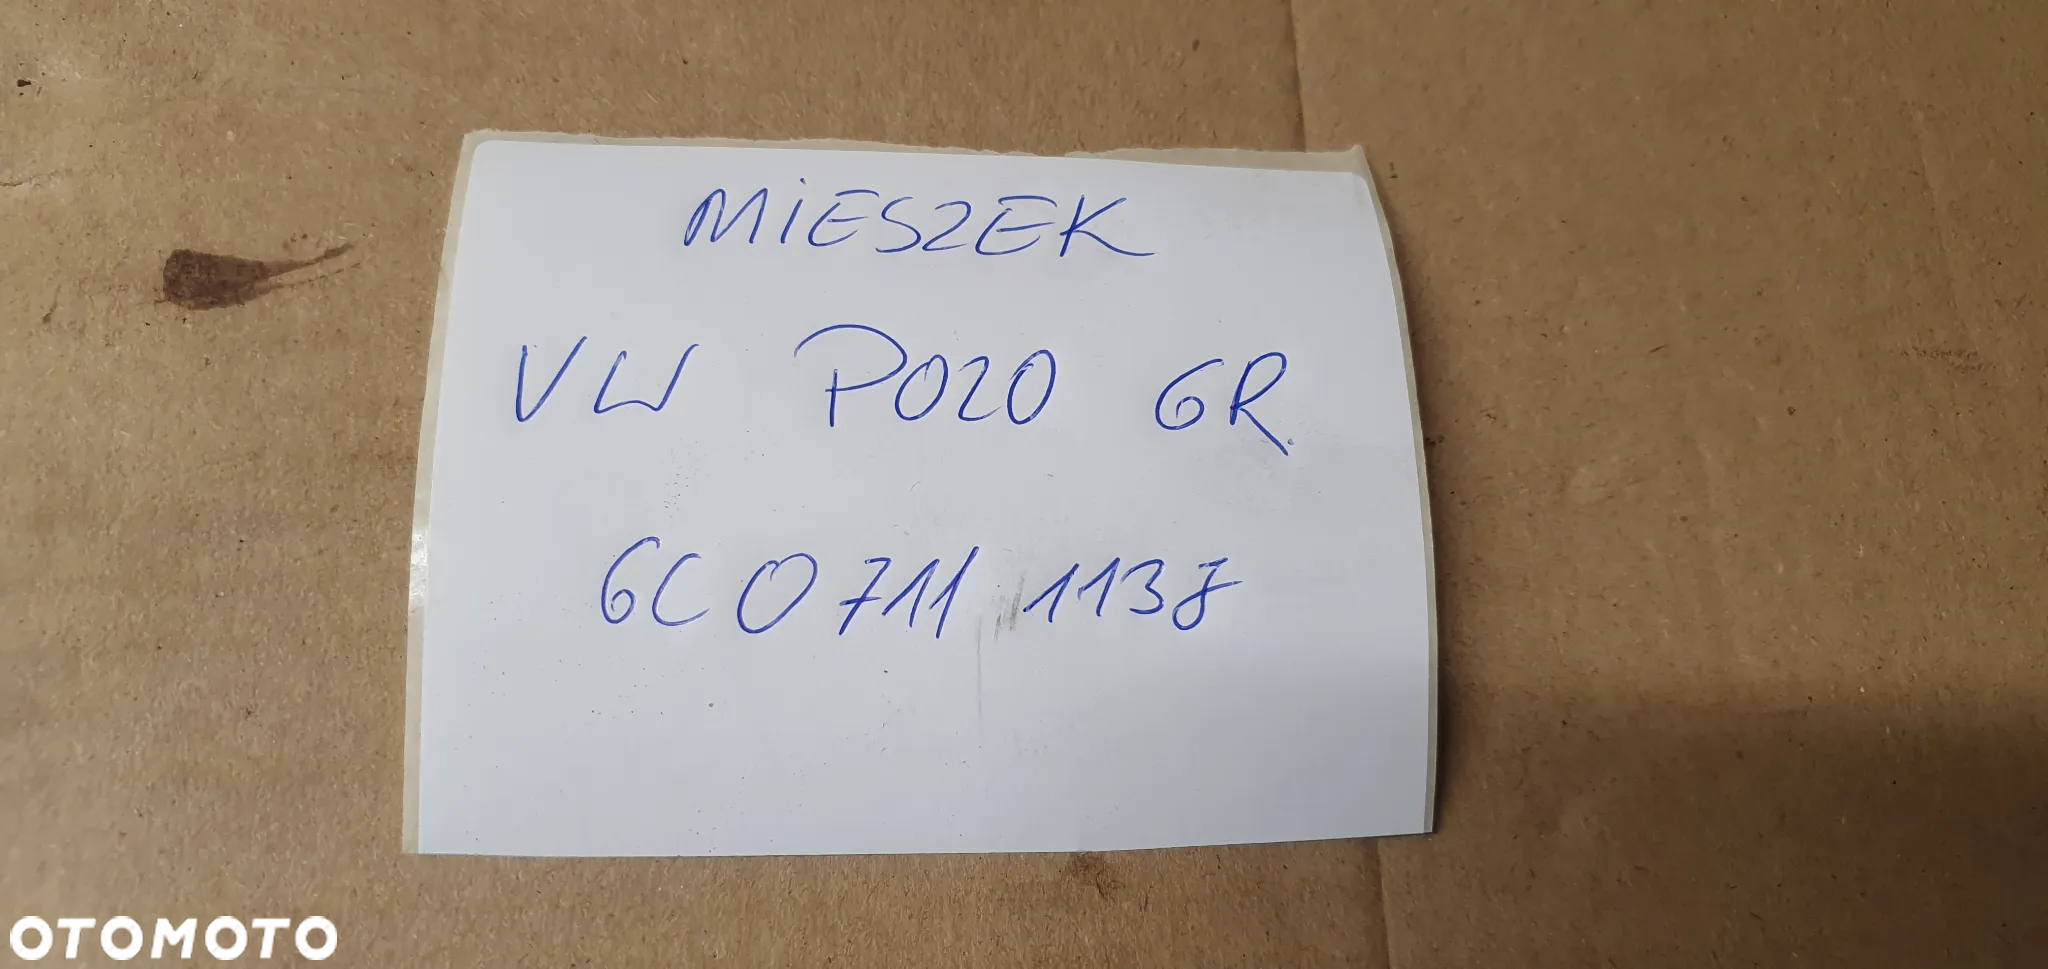 MIESZEK
VW POLO 6R.
6C0711113J
OTOMOTO